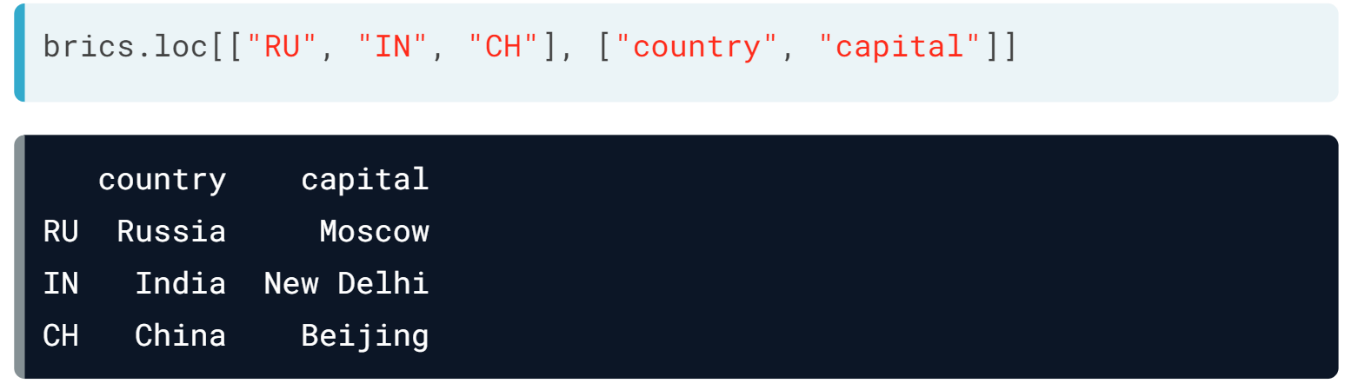 brics.loc[["RU", "IN", "CH"], ["country", "capital"]]
country capital
RU Russia Moscow
IN India New Delhi
CH China Beijing